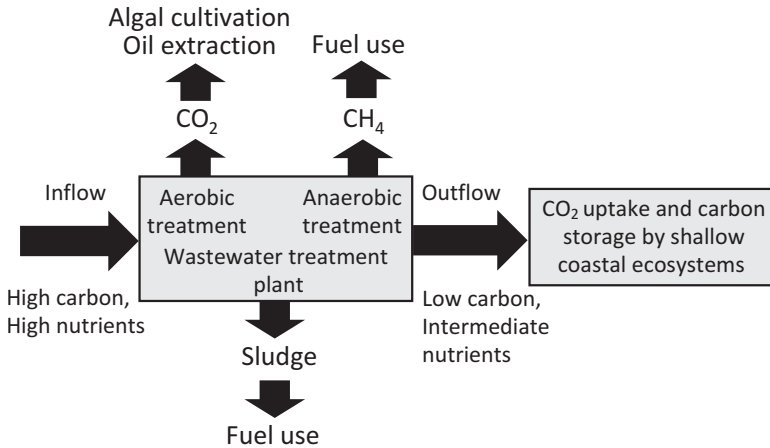 Algal cultivation
Oil extraction
Fuel use
CO₂
CH₄
Inflow
Aerobic
treatment
Anaerobic
treatment
Wastewater treatment
plant
Outflow
CO₂ uptake and carbon
storage by shallow
coastal ecosystems
High carbon,
High nutrients
Low carbon,
Intermediate
nutrients
Sludge
Fuel use